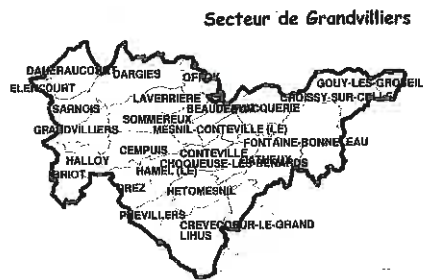 Secteur de Grandvilliers
DAMERAUCOURT
DARGIES
OFFOY
GOUY-LES-GROSEIL
ELENCOURT
LAVERRIERE
CROISSY-SUR-CELLE
SARNOIS
BEAUDEDUIT
SOMMEREUX
GRANDVILLIERS
MESNIL-CONTEVILLE (LE)
FONTAINE-BONNELEAU
CEMPUIS
CONTEVILLE
HALLOY
CHOQUEUSE-LES-BENARDS
CATHEUX
BRIOT
HAMEL (LE)
HETOMESNIL
PREVILLERS
CREVECOEUR-LE-GRAND
LIHUS